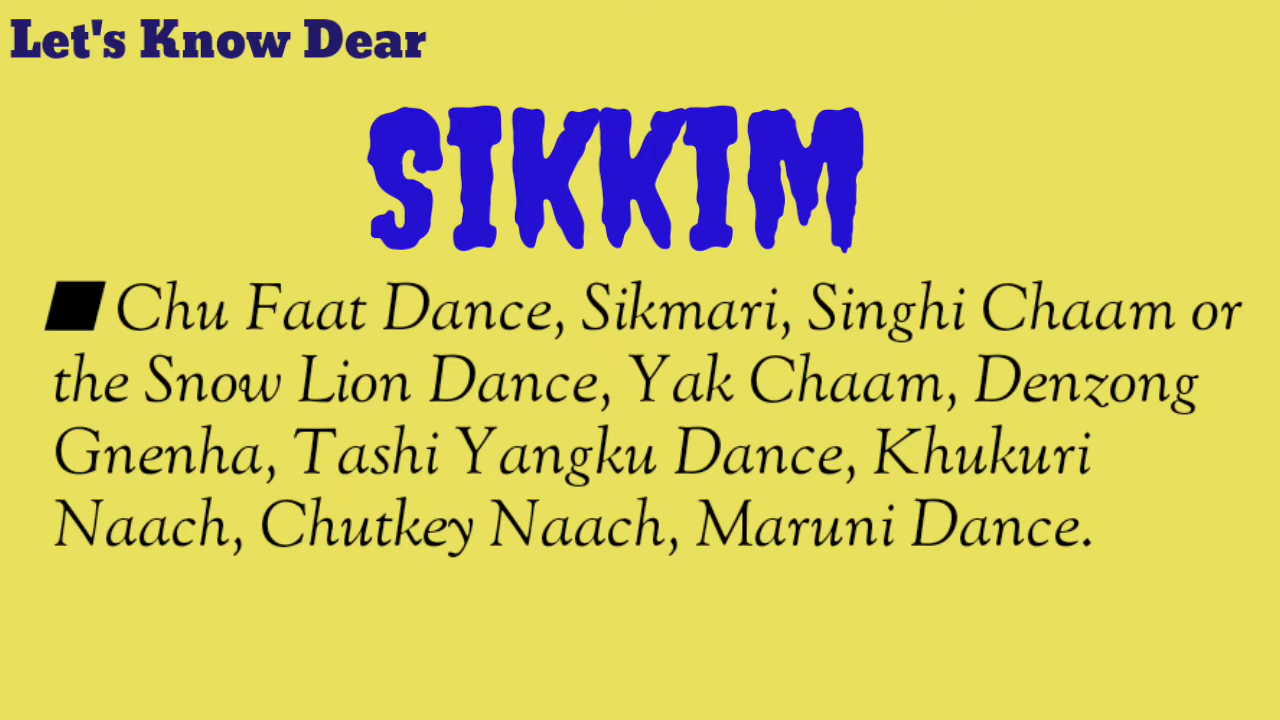 Let's Know Dear
SIKKIM
■ Chu Faat Dance, Sikmari, Singhi Chaam or
the Snow Lion Dance, Yak Chaam, Denzong
Gnenha, Tashi Yangku Dance, Khukuri
Naach, Chutkey Naach, Maruni Dance.